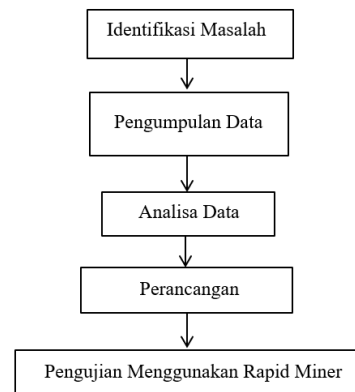 Identifikasi Masalah
Pengumpulan Data
Analisa Data
Perancangan
Pengujian Menggunakan Rapid Miner